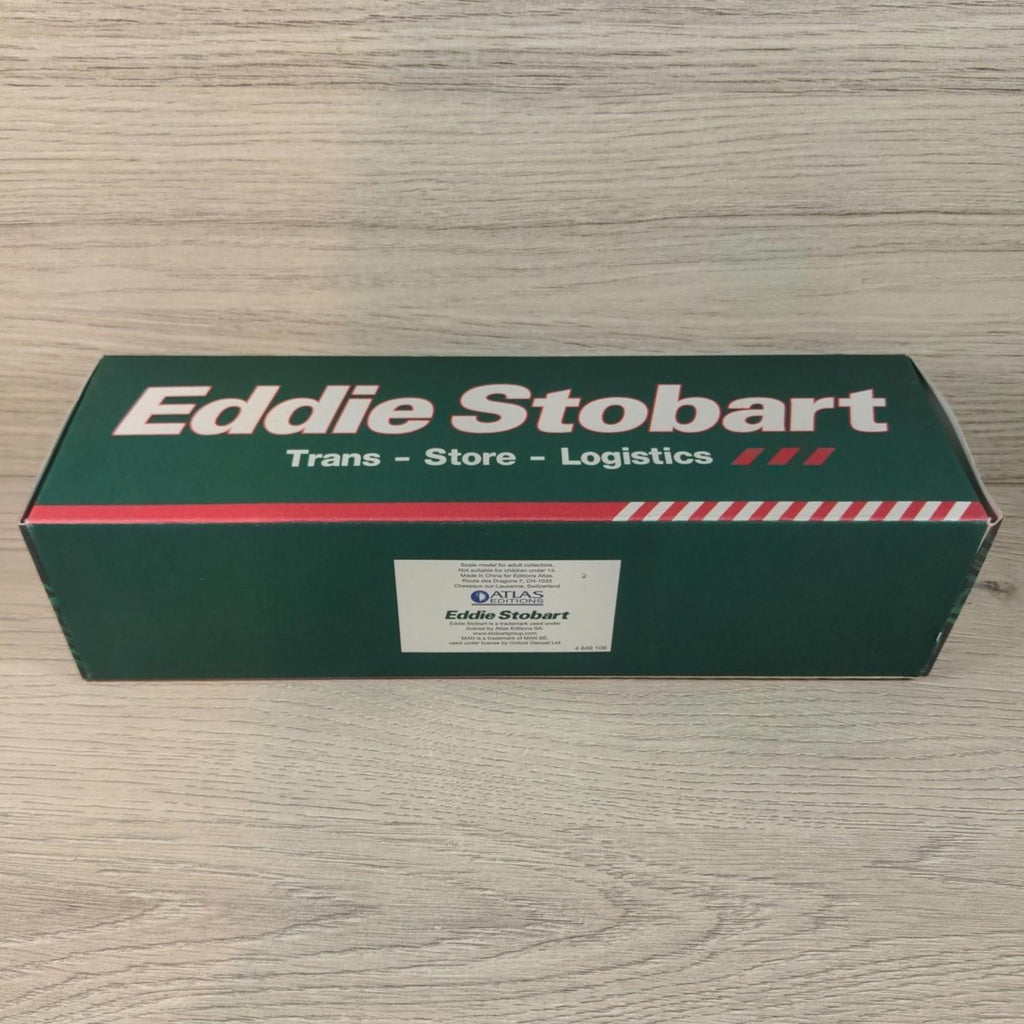 Eddie Stobart
Trans - Store - Logistics
Scale model for adult collectors.
Not suitable for children under 14.
Made in China for Editions Atlas.
Route des Dragons 7, CH-1033
Cheseaux-sur-Lausanne, Switzerland
2
ATLAS
EDITIONS
Eddie Stobart
Eddie Stobart is a trademark used under
license by Atlas Editions SA.
www.stobartgroup.com
MAN is a trademark of MAN SE,
used under license by Oxford Diecast Ltd
4 649 106